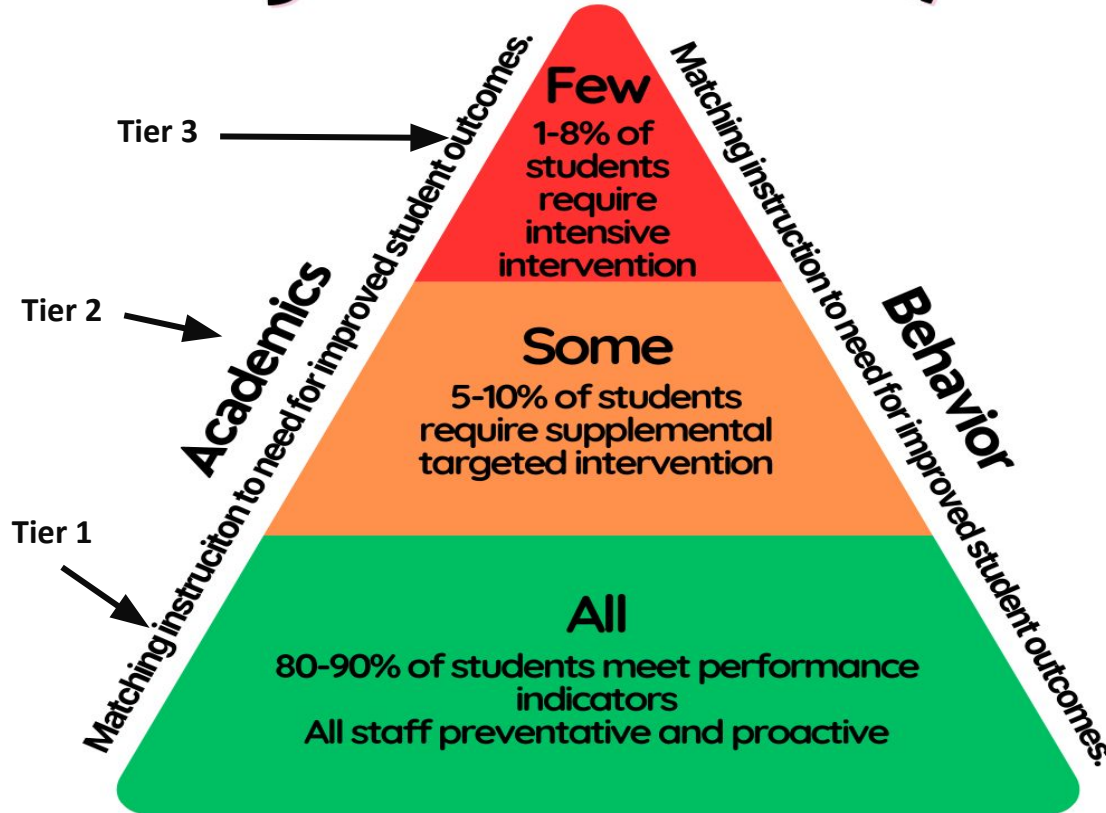 Tier 3
Few
1-8% of
students
require
intensive
intervention
Tier 2
Academics
Some
5-10% of students
require supplemental
targeted intervention
Behavior
Tier 1
Matching instruciton to need for improved student outcomes.
Matching instruction to need for improved student outcomes.
All
80-90% of students meet performance
indicators
All staff preventative and proactive